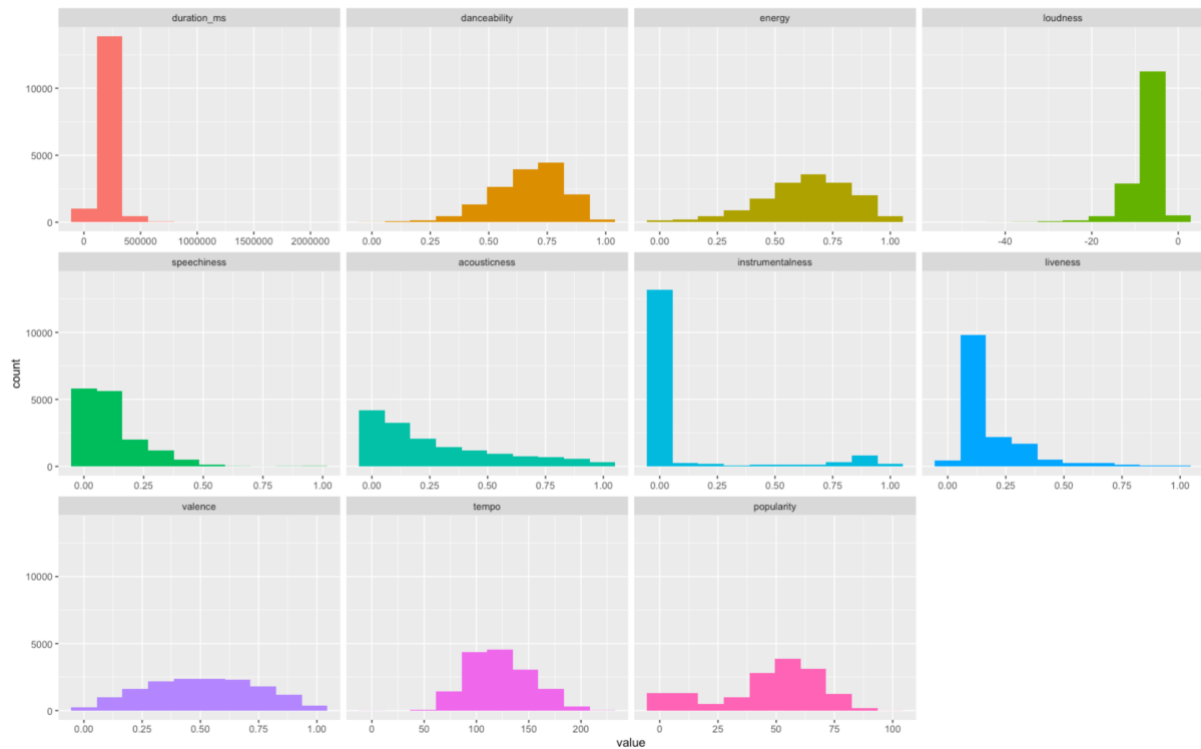 duration_ms
danceability
energy
loudness
10000
5000
0
0 500000 1000000 1500000 2000000
0.00 0.25 0.50 0.75 1.00
0.00 0.25 0.50 0.75 1.00
-40 -20 0
speechiness
acousticness
instrumentalness
liveness
count
10000
5000
0
0.00 0.25 0.50 0.75 1.00
0.00 0.25 0.50 0.75 1.00
0.00 0.25 0.50 0.75 1.00
0.00 0.25 0.50 0.75 1.00
valence
tempo
popularity
10000
5000
0
0.00 0.25 0.50 0.75 1.00
0 50 100 150 200
0 25 50 75 100
value